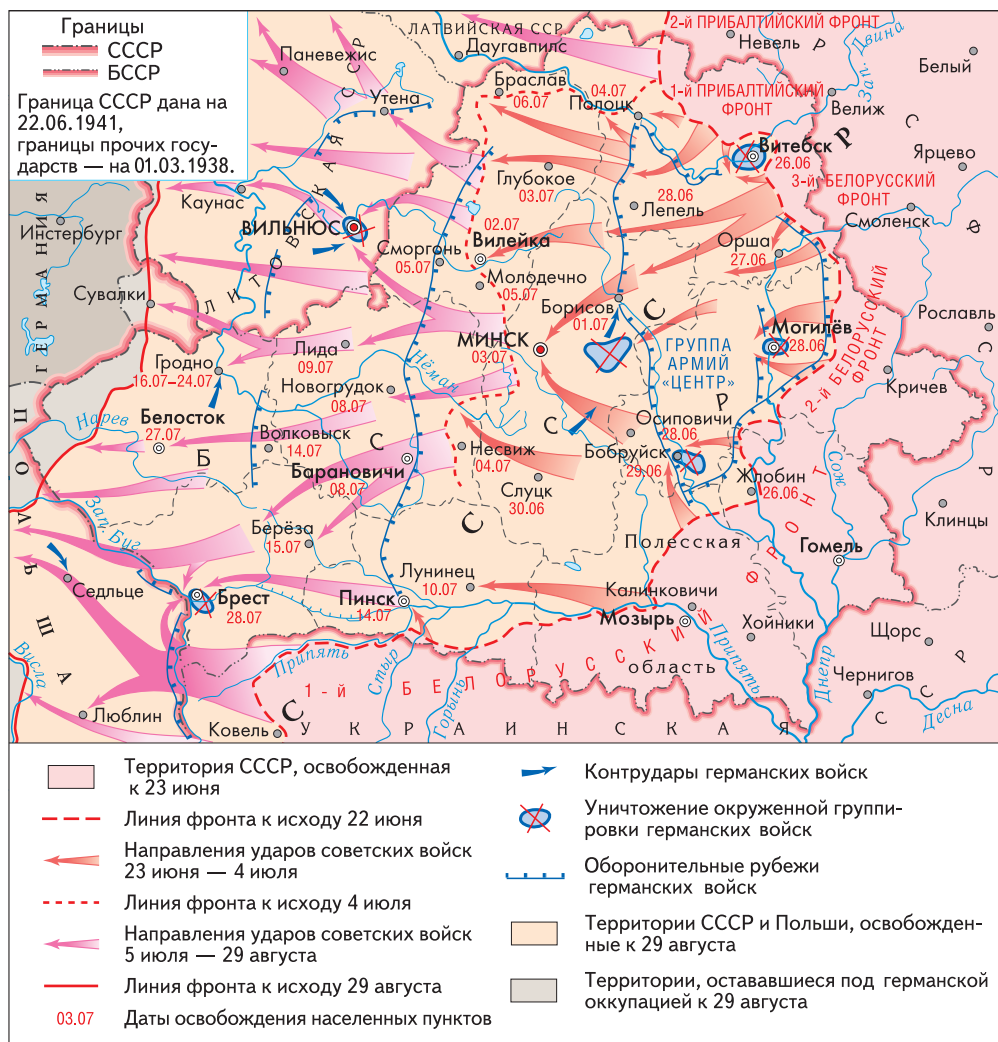 Границы
СССР
БССР
Граница СССР дана на
22.06.1941,
границы прочих госу-
дарств — на 01.03.1938.
ЛАТВИЙСКАЯ ССР
2-й ПРИБАЛТИЙСКИЙ ФРОНТ
Невель
Зап. Двина
Белый
Паневежис
Даугавпилс
Браслав
06.07
04.07
Полоцк
1-й ПРИБАЛТИЙСКИЙ
ФРОНТ
Велиж
Утена
Витебск
26.06
Ярцево
3-й БЕЛОРУССКИЙ
ФРОНТ
Глубокое
03.07
28.06
Лепель
Смоленск
Каунас
Инстербург
ГЕРМАНИЯ
ЛИТОВСКАЯ ССР
РСФСР
ВИЛЬНЮС
02.07
Вилейка
Сморгонь
05.07
Орша
27.06
Молодечно
05.07
Сувалки
Борисов
01.07
Рославль
МИНСК
03.07
ГРУППА
АРМИЙ
«ЦЕНТР»
Могилёв
28.06
2-й БЕЛОРУССКИЙ
ФРОНТ
Гродно
16.07–24.07
Лида
09.07
Нёман
Кричев
Новогрудок
08.07
Нарев
Белосток
27.07
Волковыск
14.07
Осиповичи
28.06
Несвиж
04.07
Бобруйск
29.06
Барановичи
08.07
Слуцк
30.06
Жлобин
26.06
Сож
БССР
Клинцы
Зап. Буг
Берёза
15.07
Полесская
Гомель
ПОЛЬША
Седльце
Лунинец
10.07
Калинковичи
Брест
28.07
Пинск
14.07
Мозырь
Хойники
Щорс
Припять
Стыр
Горынь
область
Припять
Днепр
Висла
1-й БЕЛОРУССКИЙ ФРОНТ
Чернигов
Десна
Люблин
Ковель
УКРАИНСКАЯ ССР
Территория СССР, освобожденная
к 23 июня
Линия фронта к исходу 22 июня
Направления ударов советских войск
23 июня — 4 июля
Линия фронта к исходу 4 июля
Направления ударов советских войск
5 июля — 29 августа
Линия фронта к исходу 29 августа
03.07
Даты освобождения населенных пунктов
Контрудары германских войск
Уничтожение окруженной группи-
ровки германских войск
Оборонительные рубежи
германских войск
Территории СССР и Польши, освобожден-
ные к 29 августа
Территории, остававшиеся под германской
оккупацией к 29 августа